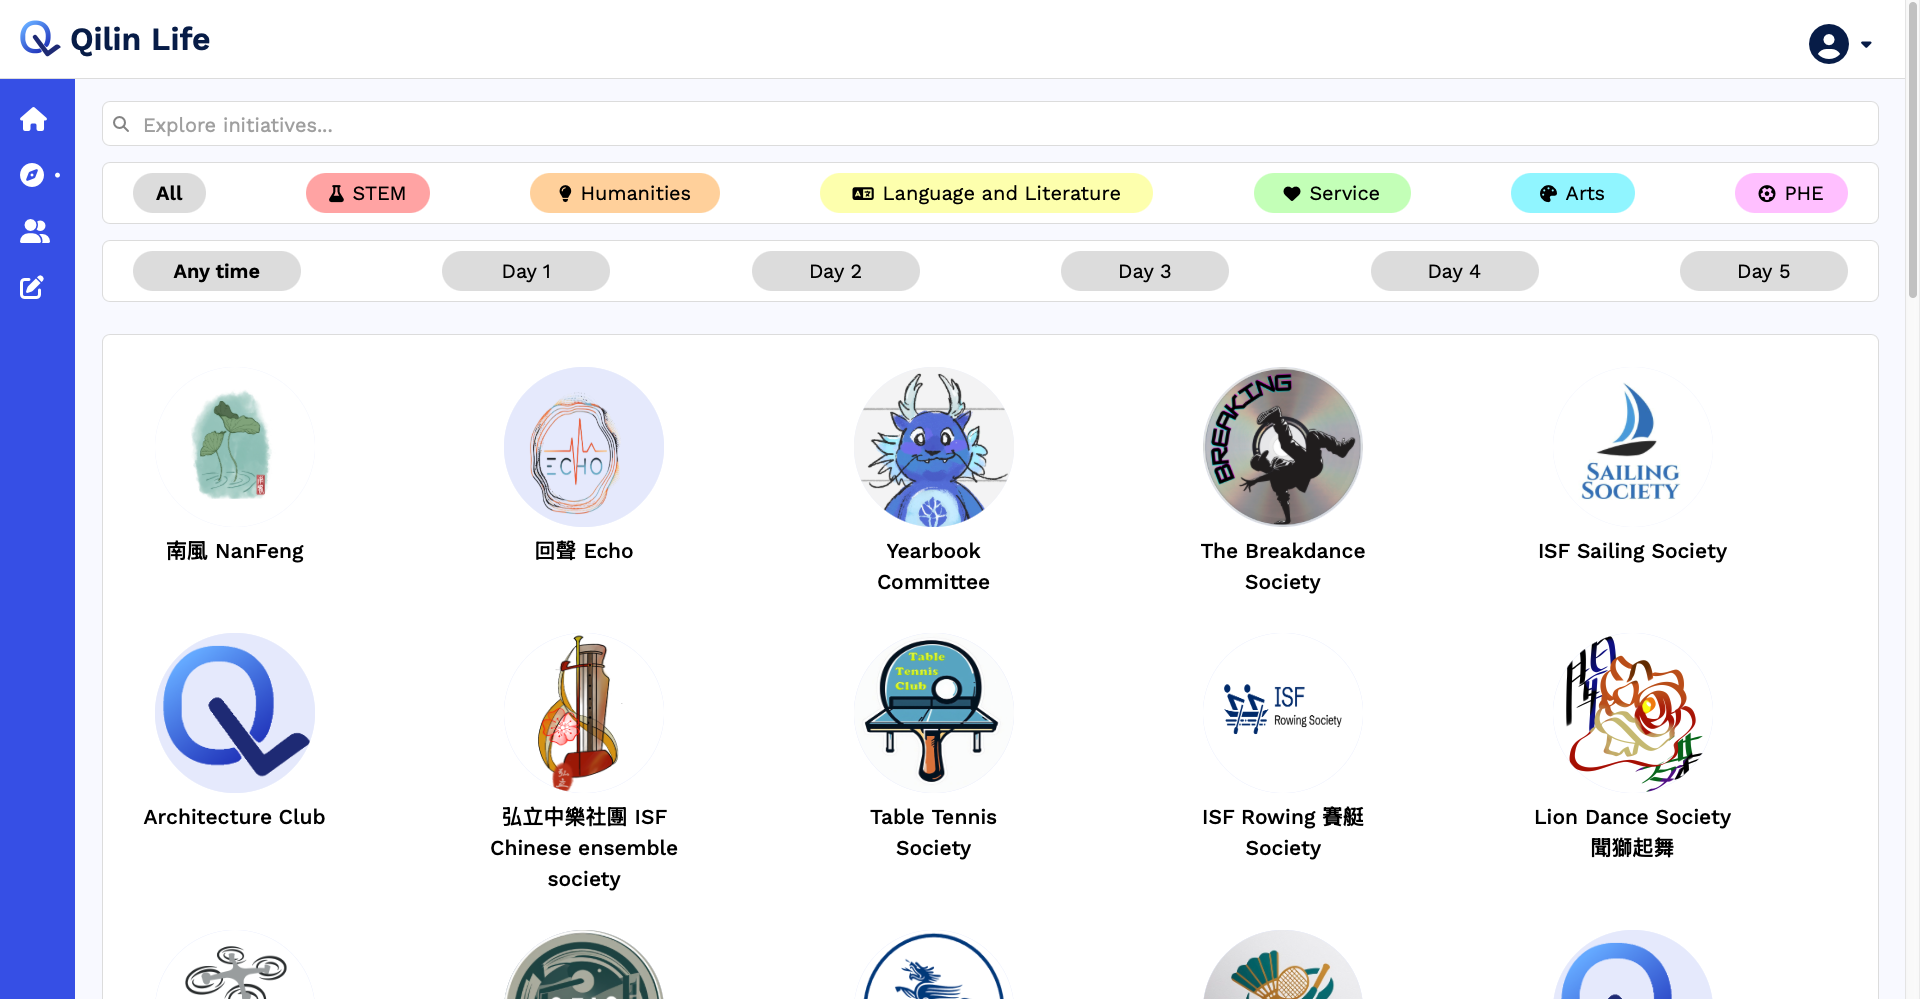 Qilin Life
Explore initiatives...
All
STEM
Humanities
Language and Literature
Service
Arts
PHE
Any time
Day 1
Day 2
Day 3
Day 4
Day 5
ECHO
BREAKING
SAILING
SOCIETY
南風 NanFeng
回聲 Echo
Yearbook
Committee
The Breakdance
Society
ISF Sailing Society
Table
Tennis
Club
ISF
Rowing Society
Architecture Club
弘立中樂社團 ISF
Chinese ensemble
society
Table Tennis
Society
ISF Rowing 賽艇
Society
Lion Dance Society
聞獅起舞